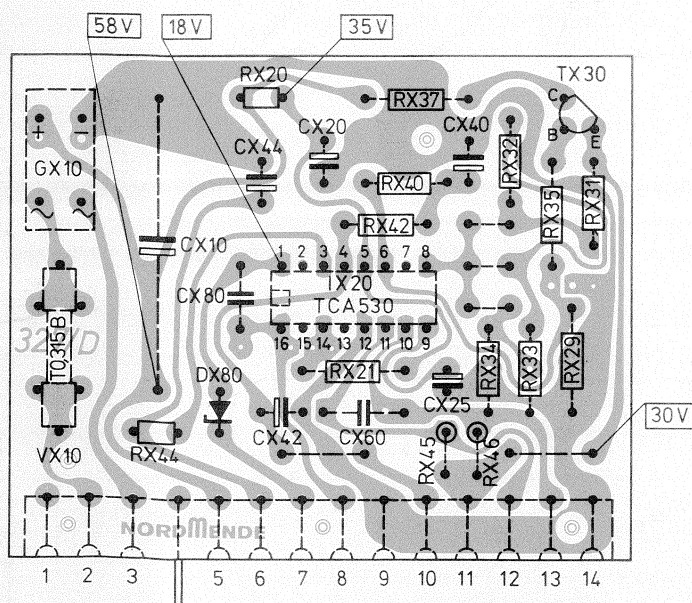 58V 18V 35V
RX20 TX30
RX37 C
CX20 CX40
+ - CX44 B E
GX10 RX32
RX40 RX35 RX31
~ ~ RX42
CX10 1 2 3 4 5 6 7 8
IX20
CX80 TCA530
T0,315B 16 15 14 13 12 11 10 9
DX80 RX21 RX34 RX33 RX29
CX25
CX42 CX60 30V
VX10 RX44 RX45 RX46
NORDMENDE
1 2 3 5 6 7 8 9 10 11 12 13 14